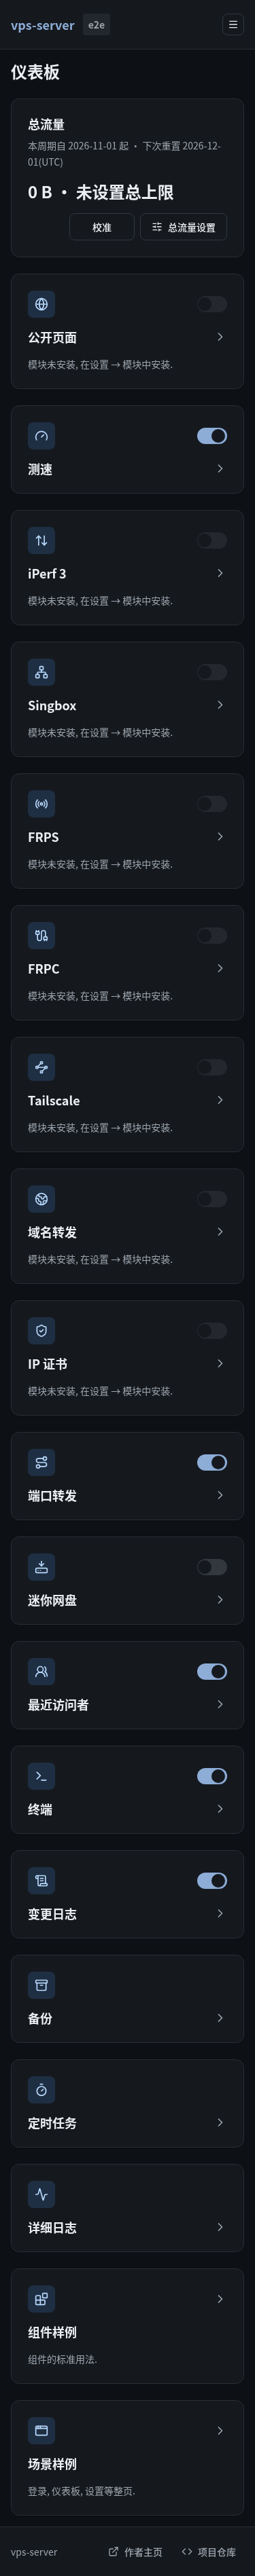 vps-server e2e
仪表板
总流量
本周期自 2026-11-01 起 · 下次重置 2026-12-
01(UTC)
0 B · 未设置总上限
校准 总流量设置
公开页面
模块未安装, 在设置 → 模块中安装.
测速
iPerf 3
模块未安装, 在设置 → 模块中安装.
Singbox
模块未安装, 在设置 → 模块中安装.
FRPS
模块未安装, 在设置 → 模块中安装.
FRPC
模块未安装, 在设置 → 模块中安装.
Tailscale
模块未安装, 在设置 → 模块中安装.
域名转发
模块未安装, 在设置 → 模块中安装.
IP 证书
模块未安装, 在设置 → 模块中安装.
端口转发
迷你网盘
最近访问者
终端
变更日志
备份
定时任务
详细日志
组件样例
组件的标准用法.
场景样例
登录, 仪表板, 设置等整页.
vps-server 作者主页 项目仓库